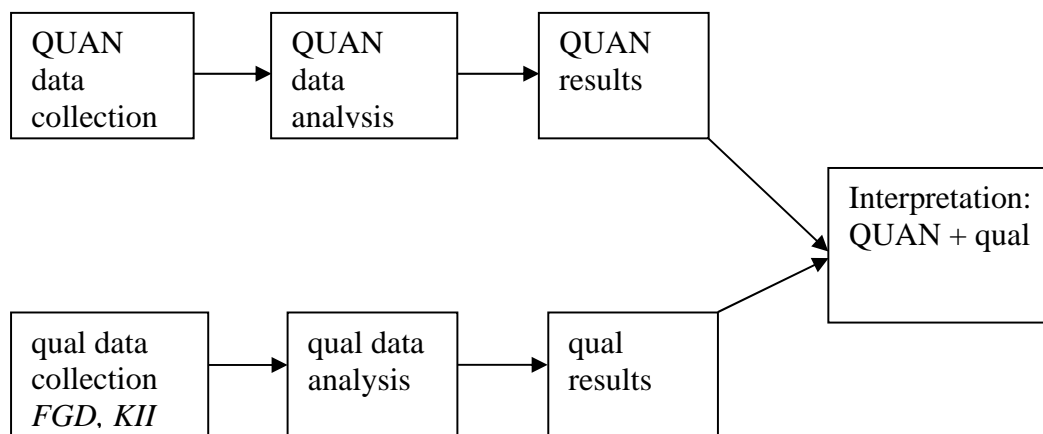 QUAN
data
collection
QUAN
data
analysis
QUAN
results
Interpretation:
QUAN + qual
qual data
collection
FGD, KII
qual data
analysis
qual
results